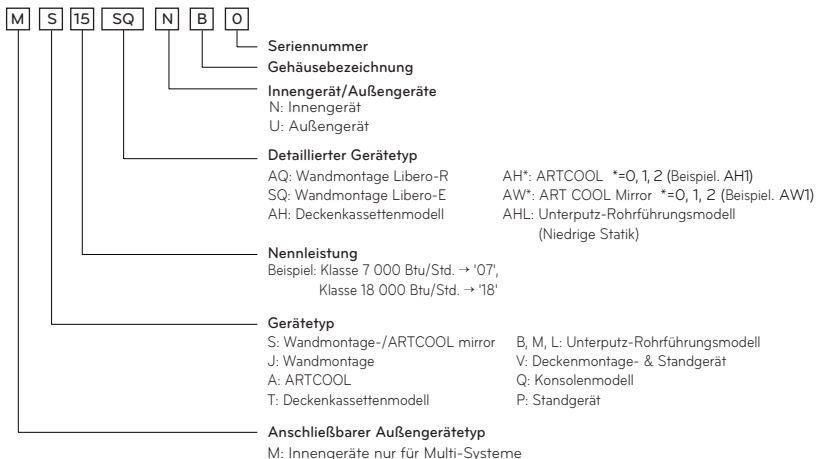 M S 15 SQ N B 0
Seriennummer
Gehäusebezeichnung
Innengerät/Außengeräte
N: Innengerät
U: Außengerät
Detaillierter Gerätetyp
AQ: Wandmontage Libero-R AH*: ARTCOOL *=0, 1, 2 (Beispiel. AH1)
SQ: Wandmontage Libero-E AW*: ART COOL Mirror *=0, 1, 2 (Beispiel. AW1)
AH: Deckenkassettenmodell AHL: Unterputz-Rohrführungsmodell
(Niedrige Statik)
Nennleistung
Beispiel: Klasse 7 000 Btu/Std. → '07',
Klasse 18 000 Btu/Std. → '18'
Gerätetyp
S: Wandmontage-/ARTCOOL mirror B, M, L: Unterputz-Rohrführungsmodell
J: Wandmontage V: Deckenmontage- & Standgerät
A: ARTCOOL Q: Konsolenmodell
T: Deckenkassettenmodell P: Standgerät
Anschließbarer Außengerätetyp
M: Innengeräte nur für Multi-Systeme